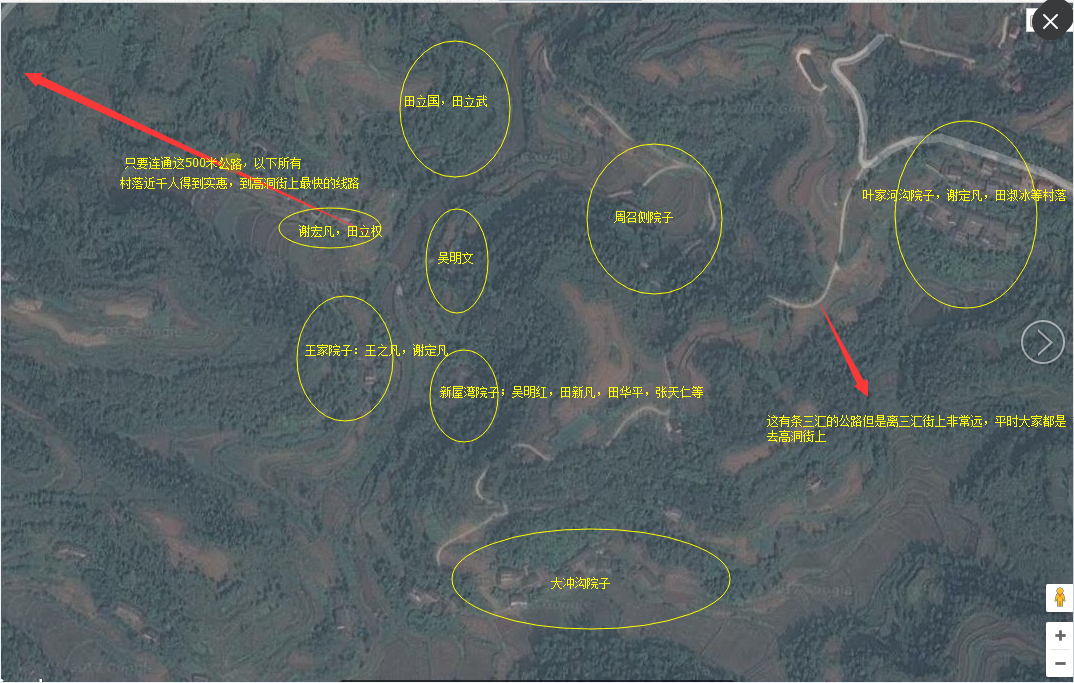 田立国，田立武
只要连通这500米公路，以下所有
村落近千人得到实惠，到高洞街上最快的线路
叶家河沟院子，谢定凡，田淑冰等村落
周召侧院子
谢宏凡，田立权
吴明文
王家院子：王之凡，谢定凡
新屋湾院子；吴明红，田新凡，田华平，张天仁等
这有条三汇的公路但是离三汇街上非常远，平时大家都是
去高洞街上
大冲沟院子